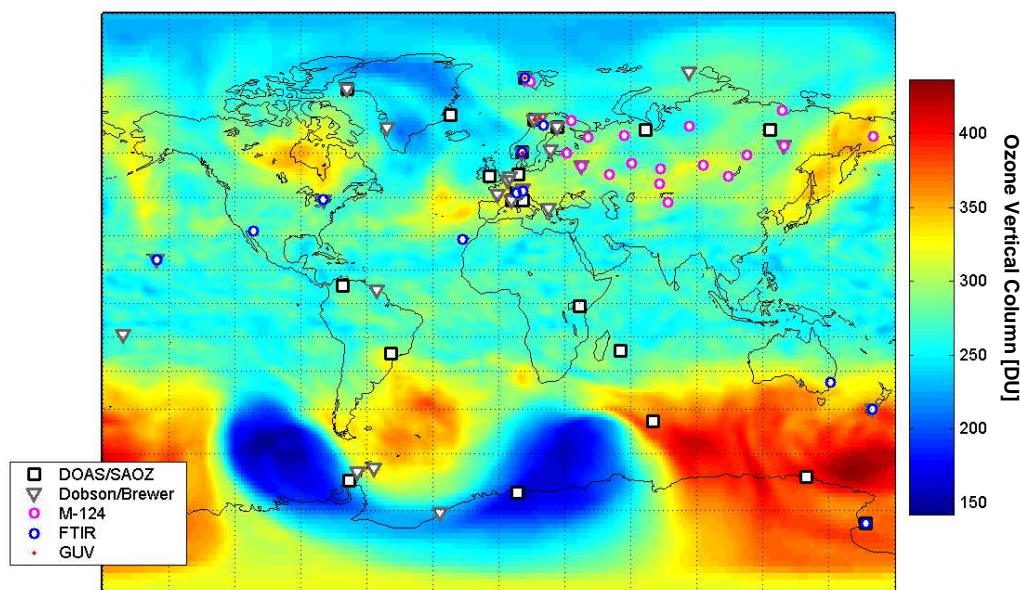 400
350
300
250
200
150
Ozone Vertical Column [DU]
DOAS/SAOZ
Dobson/Brewer
M-124
FTIR
GUV